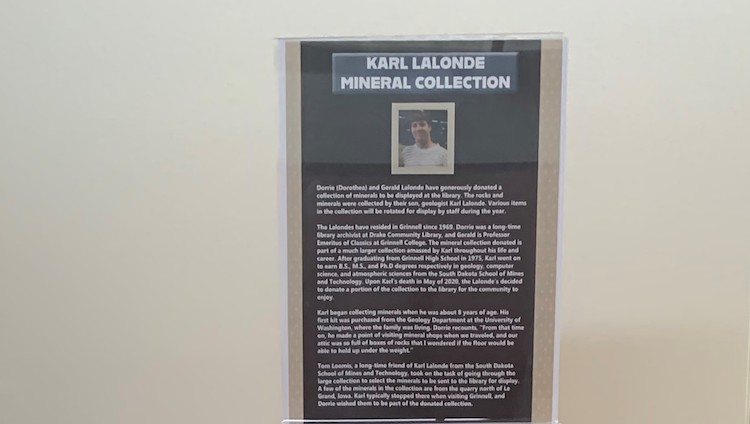 KARL LALONDE
MINERAL COLLECTION
Dorrie (Dorothea) and Gerald Lalonde have generously donated a
collection of minerals to be displayed at the library. The rocks and
minerals were collected by their son, geologist Karl Lalonde. Various items
in the collection will be rotated for display by staff during the year.
The Lalondes have resided in Grinnell since 1969. Dorrie was a long-time
library archivist at Drake Community Library, and Gerald is Professor
Emeritus of Classics at Grinnell College. The mineral collection donated is
part of a much larger collection amassed by Karl throughout his life and
career. After graduating from Grinnell High School in 1975, Karl went on
to earn B.S., M.S., and Ph.D degrees respectively in geology, computer
science, and atmospheric sciences from the South Dakota School of Mines
and Technology. Upon Karl's death in May of 2020, the Lalonde's decided
to donate a portion of the collection to the library for the community to
enjoy.
Karl began collecting minerals when he was about 8 years of age. His
first kit was purchased from the Geology Department at the University of
Washington, where the family was living. Dorrie recounts, "From that time
on, he made a point of visiting mineral shops when we traveled, and our
attic was so full of boxes of rocks that I wondered if the floor would be
able to hold up under the weight."
Tom Loomis, a long-time friend of Karl Lalonde from the South Dakota
School of Mines and Technology, took on the task of going through the
large collection to select the minerals to be sent to the library for display.
A few of the minerals in the collection are from the quarry north of Le
Grand, Iowa. Karl typically stopped there when visiting Grinnell, and
Dorrie wished them to be part of the donated collection.